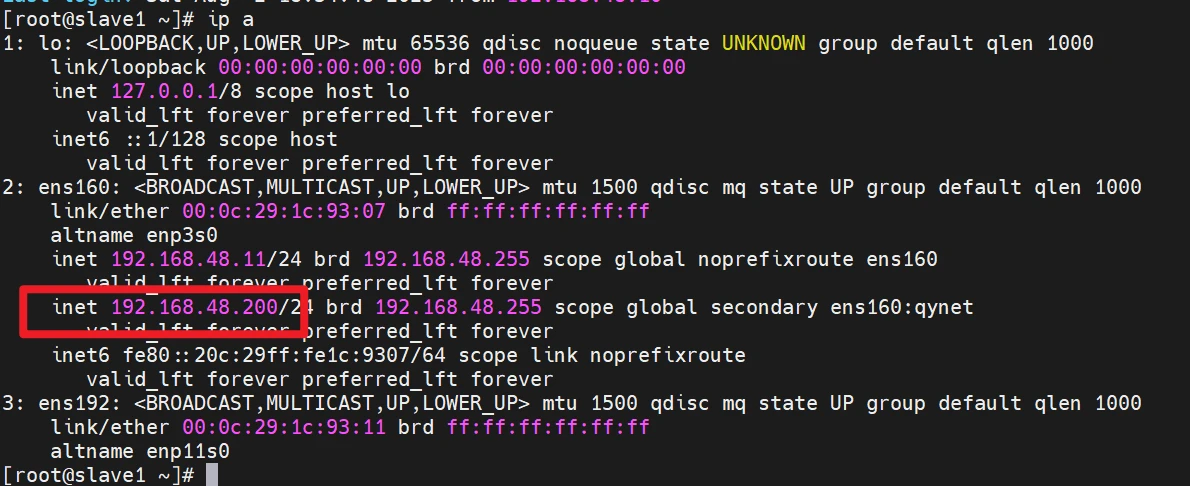 [root@slave1 ~]# ip a
1: lo: <LOOPBACK,UP,LOWER_UP> mtu 65536 qdisc noqueue state UNKNOWN group default qlen 1000
    link/loopback 00:00:00:00:00:00 brd 00:00:00:00:00:00
    inet 127.0.0.1/8 scope host lo
       valid_lft forever preferred_lft forever
    inet6 ::1/128 scope host
       valid_lft forever preferred_lft forever
2: ens160: <BROADCAST,MULTICAST,UP,LOWER_UP> mtu 1500 qdisc mq state UP group default qlen 1000
    link/ether 00:0c:29:1c:93:07 brd ff:ff:ff:ff:ff:ff
    altname enp3s0
    inet 192.168.48.11/24 brd 192.168.48.255 scope global noprefixroute ens160
       valid_lft forever preferred_lft forever
    inet 192.168.48.200/24 brd 192.168.48.255 scope global secondary ens160:qynet
       valid_lft forever preferred_lft forever
    inet6 fe80::20c:29ff:fe1c:9307/64 scope link noprefixroute
       valid_lft forever preferred_lft forever
3: ens192: <BROADCAST,MULTICAST,UP,LOWER_UP> mtu 1500 qdisc mq state UP group default qlen 1000
    link/ether 00:0c:29:1c:93:11 brd ff:ff:ff:ff:ff:ff
    altname enp11s0
[root@slave1 ~]#